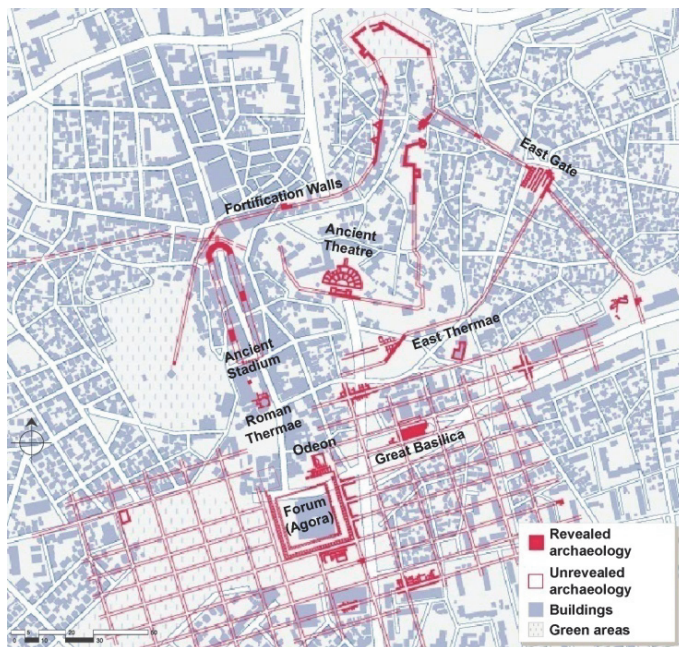 East Gate
Fortification Walls
Ancient
Theatre
East Thermae
Ancient
Stadium
Roman
Thermae
Odeon
Great Basilica
Forum
(Agora)
Revealed
archaeology
Unrevealed
archaeology
Buildings
Green areas